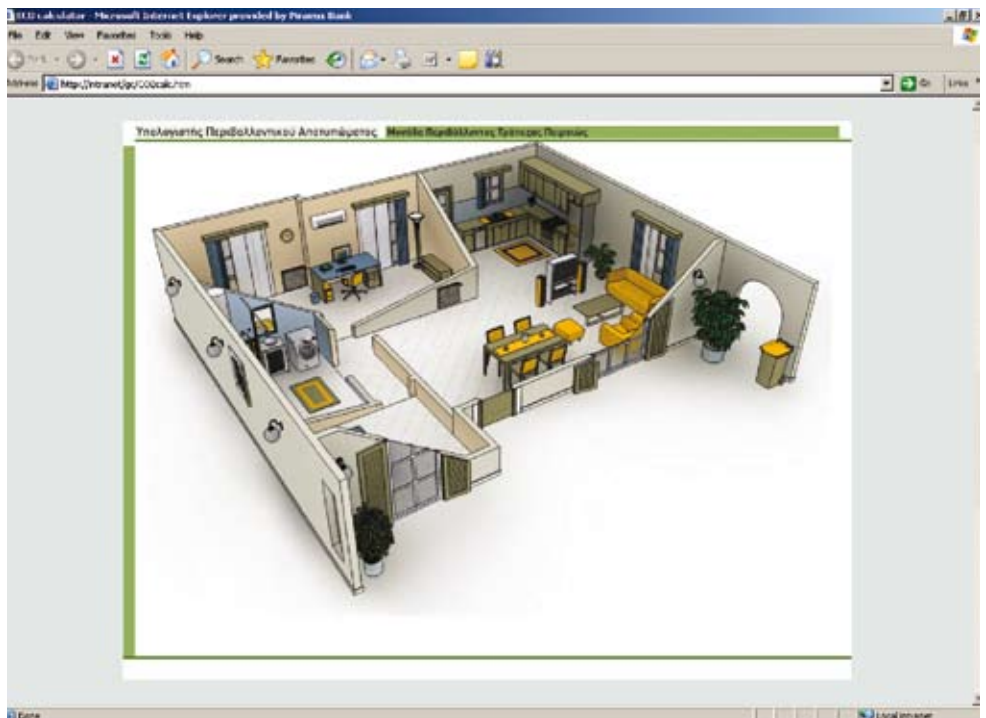 ECO calculator - Microsoft Internet Explorer provided by Piraeus Bank
File Edit View Favorites Tools Help
Search Favorites
Address http://intranet/gc/CO2calc.htm Go Links
Υπολογιστής Περιβαλλοντικού Αποτυπώματος Μονάδα Περιβάλλοντος Τράπεζας Πειραιώς
Done Local intranet